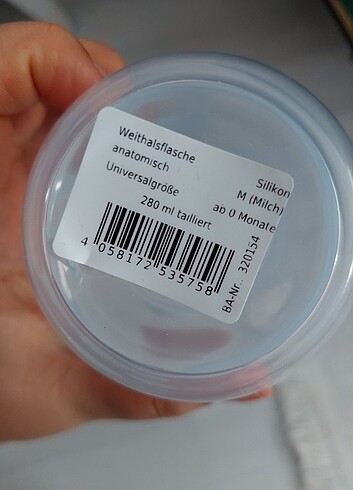 Weithalsflasche
anatomisch
Universalgröße
Silikon
M (Milch)
ab 0 Monate
280 ml tailliert
4 058172 535758
BA-Nr.: 320154